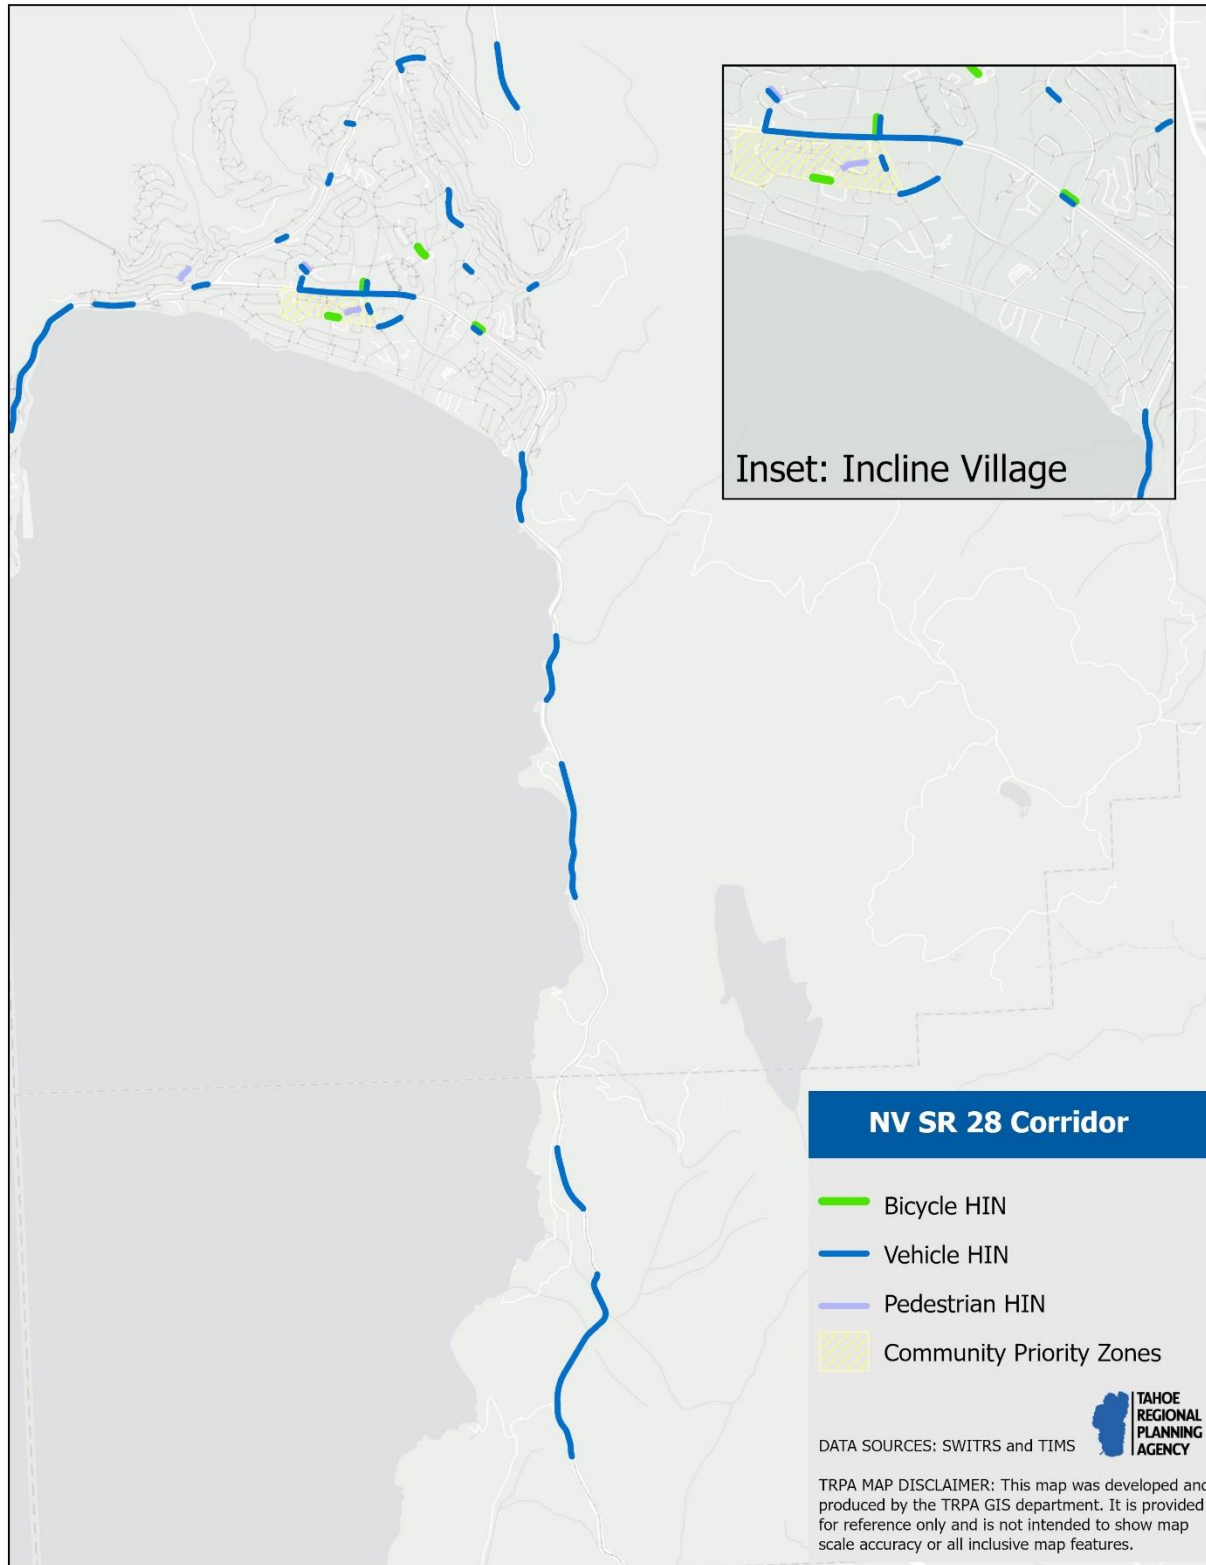 Inset: Incline Village
NV SR 28 Corridor
Bicycle HIN
Vehicle HIN
Pedestrian HIN
Community Priority Zones
TAHOE
REGIONAL
PLANNING
AGENCY
DATA SOURCES: SWITRS and TIMS
TRPA MAP DISCLAIMER: This map was developed and
produced by the TRPA GIS department. It is provided
for reference only and is not intended to show map
scale accuracy or all inclusive map features.